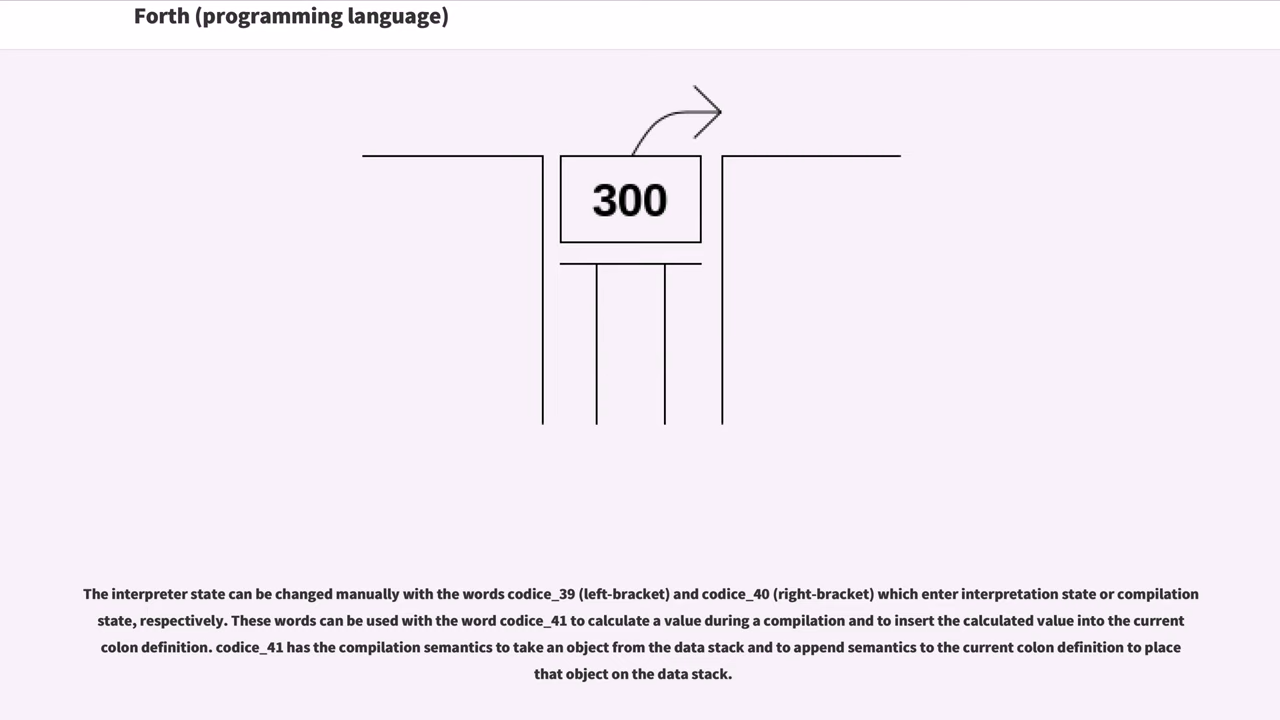 Forth (programming language)
300
The interpreter state can be changed manually with the words codice_39 (left-bracket) and codice_40 (right-bracket) which enter interpretation state or compilation
state, respectively. These words can be used with the word codice_41 to calculate a value during a compilation and to insert the calculated value into the current
colon definition. codice_41 has the compilation semantics to take an object from the data stack and to append semantics to the current colon definition to place
that object on the data stack.